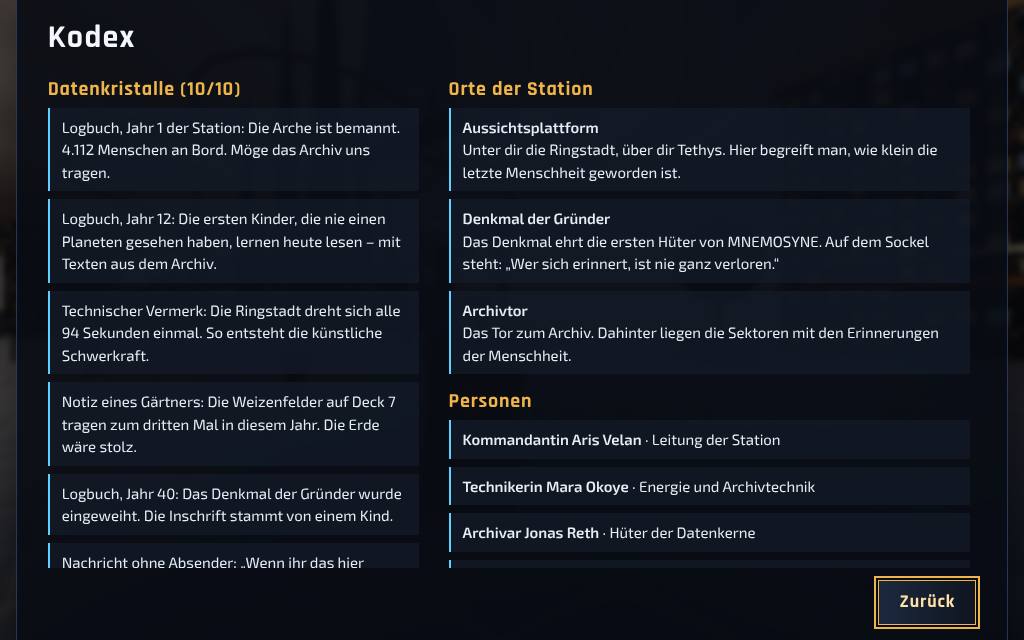 Kodex
Datenkristalle (10/10)
Logbuch, Jahr 1 der Station: Die Arche ist bemannt.
4.112 Menschen an Bord. Möge das Archiv uns
tragen.
Logbuch, Jahr 12: Die ersten Kinder, die nie einen
Planeten gesehen haben, lernen heute lesen – mit
Texten aus dem Archiv.
Technischer Vermerk: Die Ringstadt dreht sich alle
94 Sekunden einmal. So entsteht die künstliche
Schwerkraft.
Notiz eines Gärtners: Die Weizenfelder auf Deck 7
tragen zum dritten Mal in diesem Jahr. Die Erde
wäre stolz.
Logbuch, Jahr 40: Das Denkmal der Gründer wurde
eingeweiht. Die Inschrift stammt von einem Kind.
Nachricht ohne Absender: „Wenn ihr das hier
Orte der Station
Aussichtsplattform
Unter dir die Ringstadt, über dir Tethys. Hier begreift man, wie klein die
letzte Menschheit geworden ist.
Denkmal der Gründer
Das Denkmal ehrt die ersten Hüter von MNEMOSYNE. Auf dem Sockel
steht: „Wer sich erinnert, ist nie ganz verloren.“
Archivtor
Das Tor zum Archiv. Dahinter liegen die Sektoren mit den Erinnerungen
der Menschheit.
Personen
Kommandantin Aris Velan · Leitung der Station
Technikerin Mara Okoye · Energie und Archivtechnik
Archivar Jonas Reth · Hüter der Datenkerne
Zurück